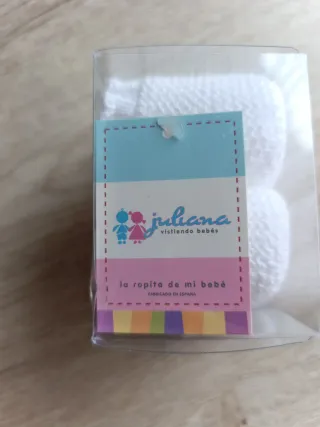 juliana
vistiendo bebés
la ropita de mi bebé
FABRICADO EN ESPAÑA